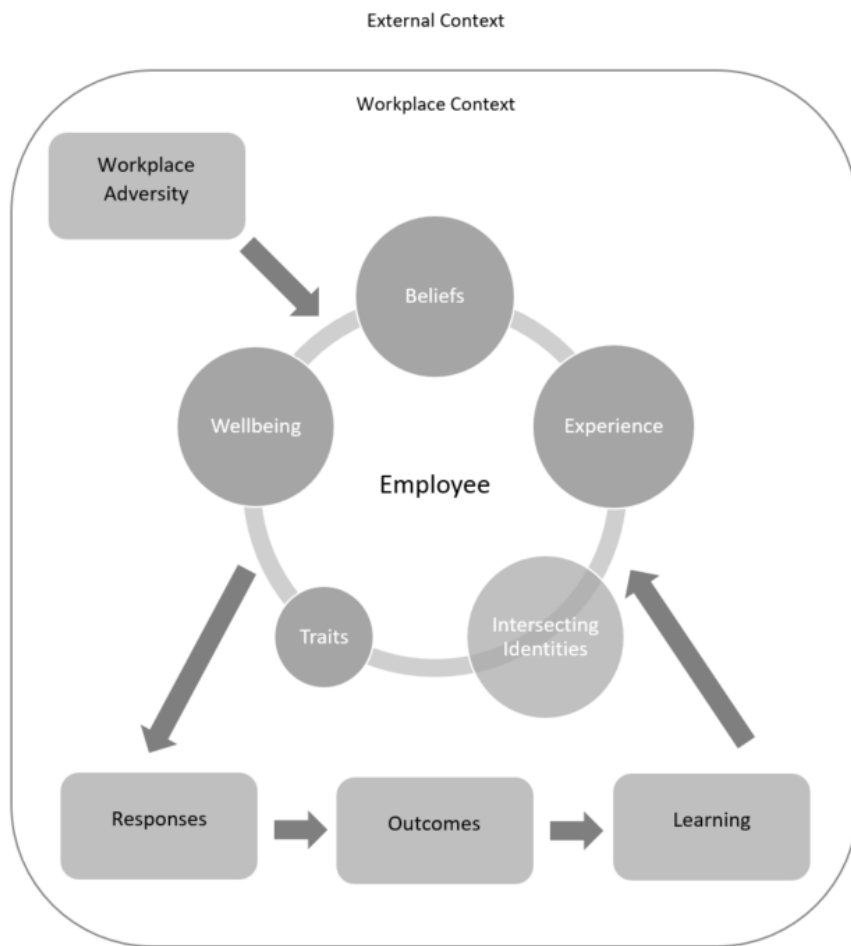 External Context
Workplace Context
Workplace
Adversity
Beliefs
Wellbeing
Experience
Employee
Traits
Intersecting
Identities
Responses
Outcomes
Learning